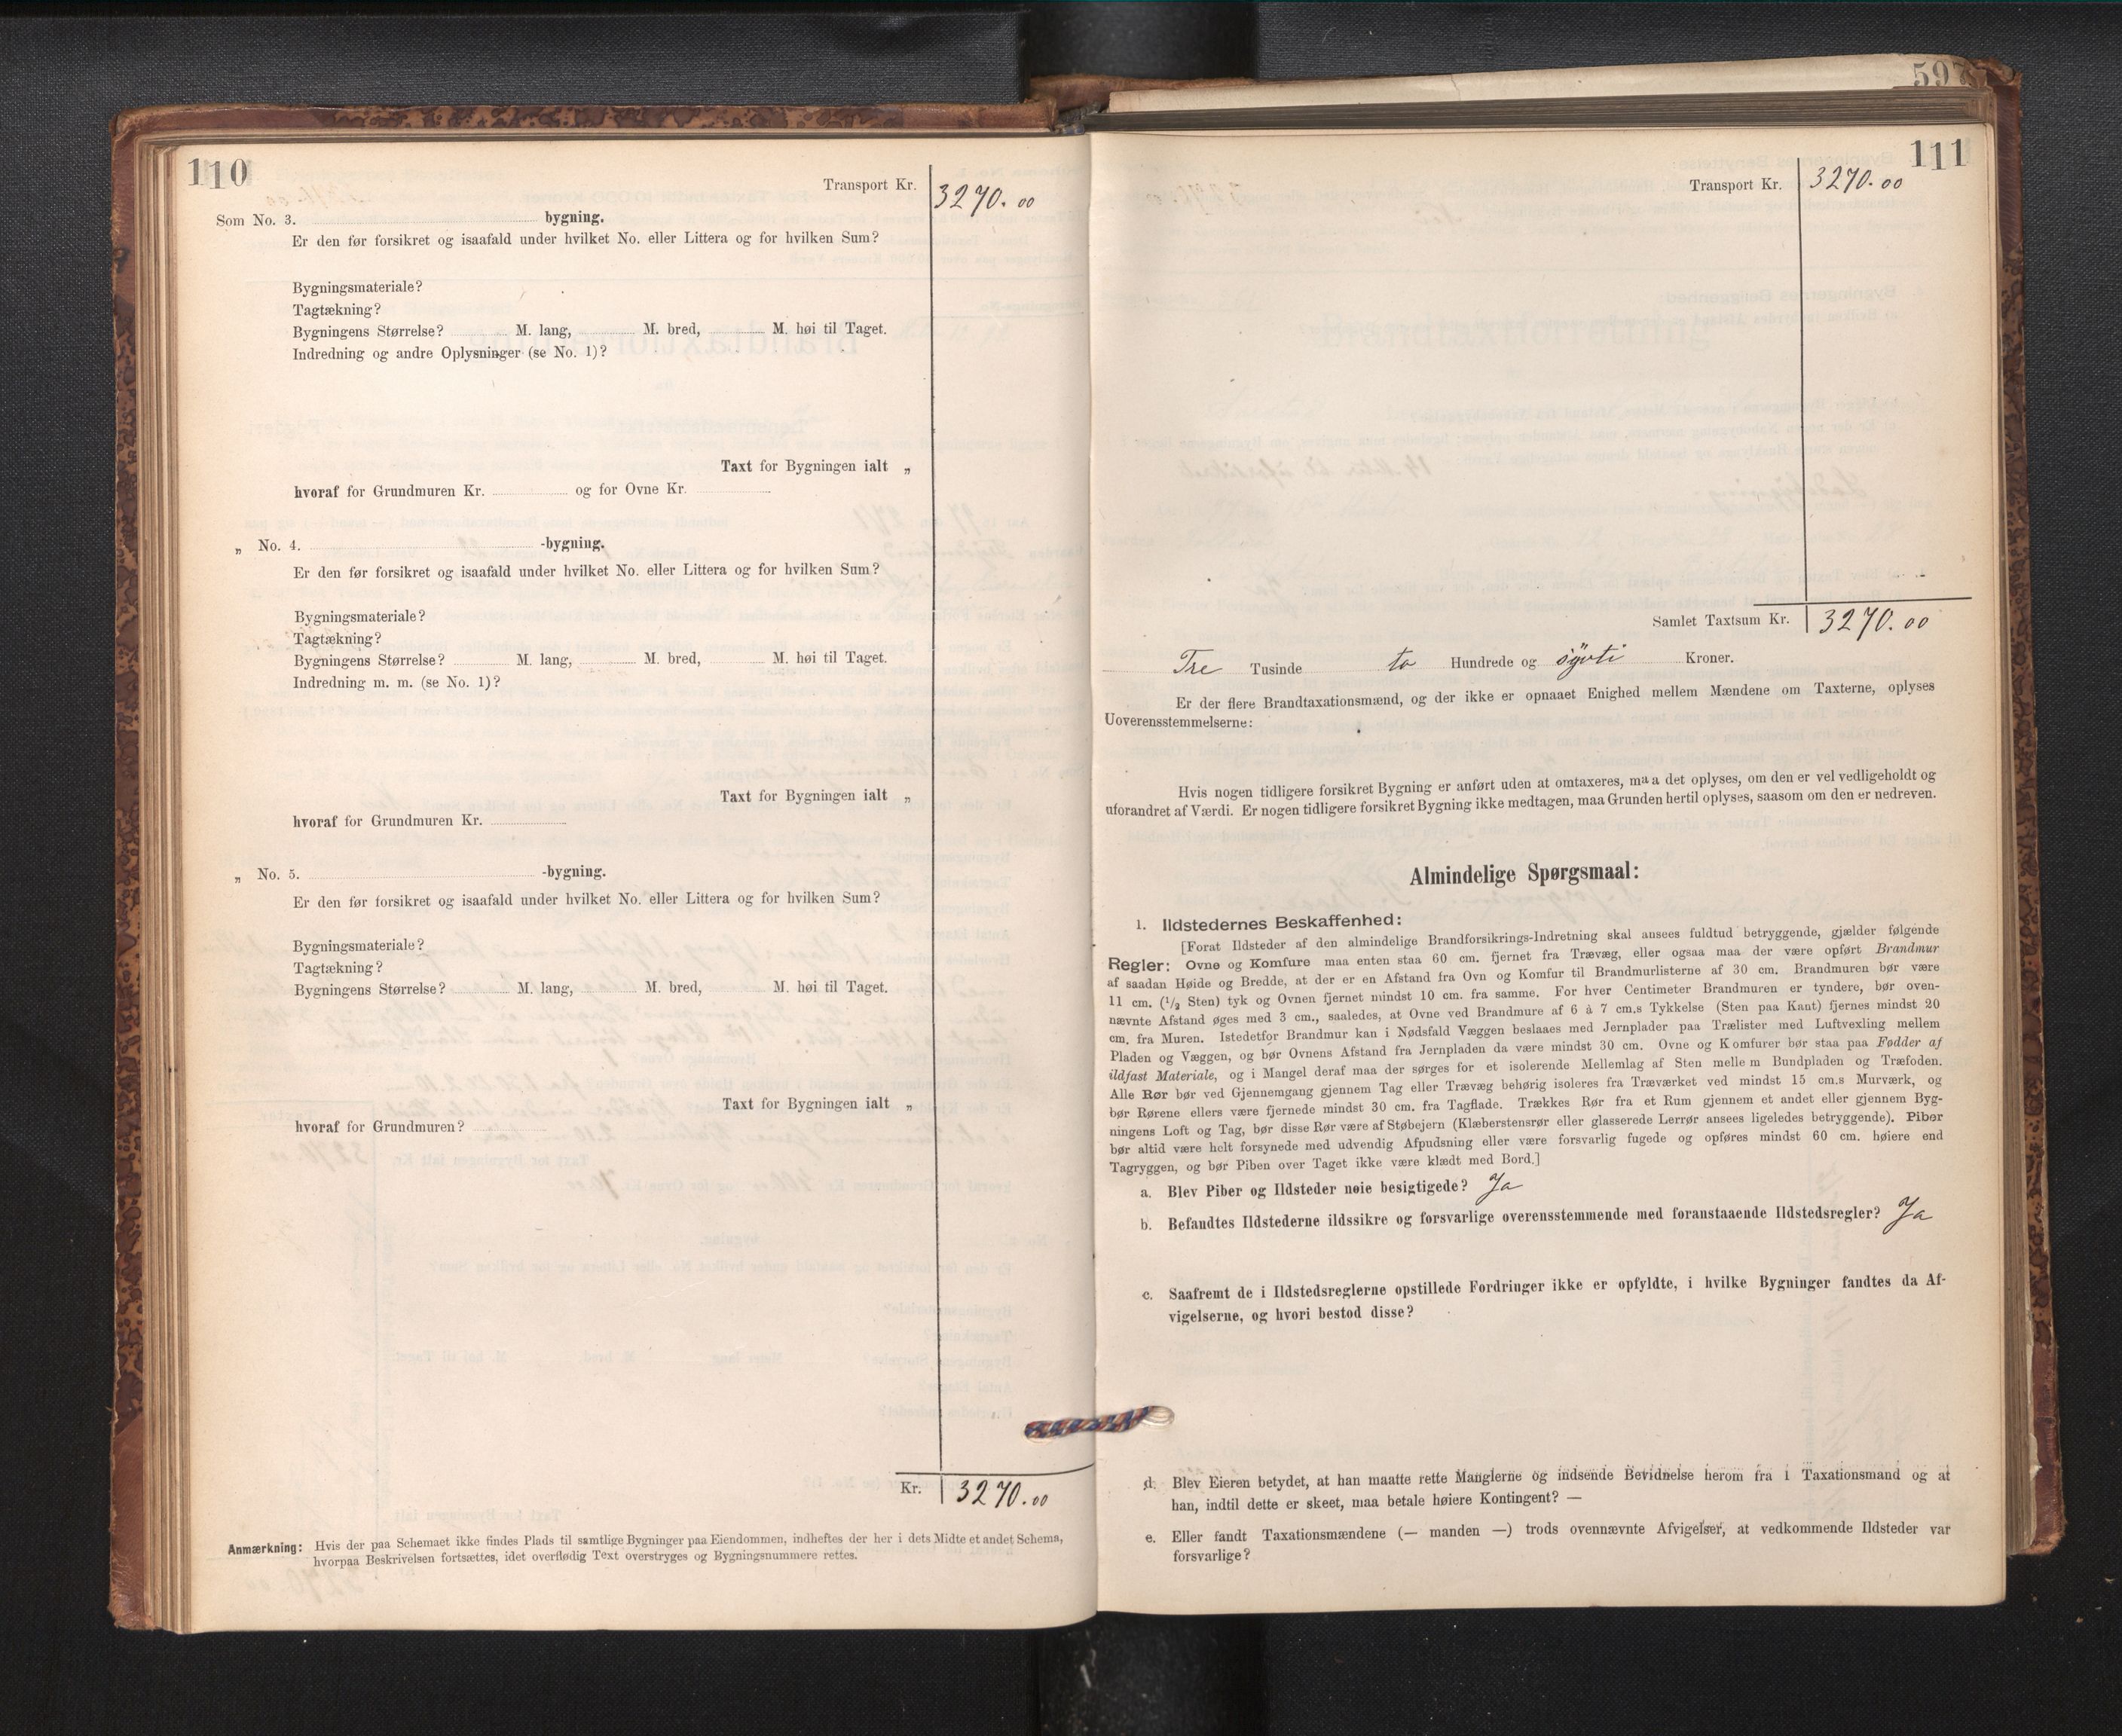 110
Transport Kr. 3270.00
Som No. 3. bygning.
Er den før forsikret og isaafald under hvilket No. eller Littera og for hvilken Sum?
Bygningsmateriale?
Tagtækning?
Bygningens Størrelse? M. lang, M. bred, M. høi til Taget.
Indredning og andre Oplysninger (se No. 1)?
Taxt for Bygningen ialt „
hvoraf for Grundmuren Kr. og for Ovne Kr.
„ No. 4. -bygning.
Er den før forsikret og isaafald under hvilket No. eller Littera og for hvilken Sum?
Bygningsmateriale?
Tagtækning?
Bygningens Størrelse? M. lang, M. bred, M. høi til Taget.
Indredning m. m. (se No. 1)?
Taxt for Bygningen ialt „
hvoraf for Grundmuren Kr.
„ No. 5. -bygning.
Er den før forsikret og isaafald under hvilket No. eller Littera og for hvilken Sum?
Bygningsmateriale?
Tagtækning?
Bygningens Størrelse? M. lang, M. bred, M. høi til Taget.
Taxt for Bygningen ialt „
hvoraf for Grundmuren?
Kr. 3270.00
Anmærkning: Hvis der paa Schemaet ikke findes Plads til samtlige Bygninger paa Eiendommen, indheftes der her i dets Midte et andet Schema,
hvorpaa Beskrivelsen fortsættes, idet overflødig Text overstryges og Bygningsnummere rettes.
597
111
Transport Kr. 3270.00
Samlet Taxtsum Kr. 3270.00
Tre Tusinde to Hundrede og sytti Kroner.
Er der flere Brandtaxationsmænd, og der ikke er opnaaet Enighed mellem Mændene om Taxterne, oplyses
Uoverensstemmelserne:
Hvis nogen tidligere forsikret Bygning er anført uden at omtaxeres, maa det oplyses, om den er vel vedligeholdt og
uforandret af Værdi. Er nogen tidligere forsikret Bygning ikke medtagen, maa Grunden hertil oplyses, saasom om den er nedreven.
Almindelige Spørgsmaal:
1. Ildstedernes Beskaffenhed:
[Forat Ildsteder af den almindelige Brandforsikrings-Indretning skal ansees fuldtud betryggende, gjælder følgende
Regler: Ovne og Komfure maa enten staa 60 cm. fjernet fra Trævæg, eller ogsaa maa der være opført Brandmur
af saadan Høide og Bredde, at der er en Afstand fra Ovn og Komfur til Brandmurlisterne af 30 cm. Brandmuren bør være
11 cm. (1/2 Sten) tyk og Ovnen fjernet mindst 10 cm. fra samme. For hver Centimeter Brandmuren er tyndere, bør oven-
nævnte Afstand øges med 3 cm., saaledes, at Ovne ved Brandmure af 6 à 7 cm.s Tykkelse (Sten paa Kant) fjernes mindst 20
cm. fra Muren. Istedetfor Brandmur kan i Nødsfald Væggen beslaaes med Jernplader paa Trælister med Luftvexling mellem
Pladen og Væggen, og bør Ovnens Afstand fra Jernpladen da være mindst 30 cm. Ovne og Komfurer bør staa paa Fødder af
ildfast Materiale, og i Mangel deraf maa der sørges for et isolerende Mellemlag af Sten mellem Bundpladen og Træfoden.
Alle Rør bør ved Gjennemgang gjennem Tag eller Trævæg behørig isoleres fra Træværket ved mindst 15 cm.s Murværk, og
bør Rørene ellers være fjernede mindst 30 cm. fra Tagflade. Trækkes Rør fra et Rum gjennem et andet eller gjennem Byg-
ningens Loft og Tag, bør disse Rør være af Støbejern (Klæberstensrør eller glasserede Lerrør ansees ligeledes betryggende). Piber
bør altid være helt forsynede med udvendig Afpudsning eller være forsvarlig fugede og opføres mindst 60 cm. høiere end
Tagryggen, og bør Piben over Taget ikke være klædt med Bord.]
a. Blev Piber og Ildsteder nøie besigtigede? Ja
b. Befandtes Ildstederne ildssikre og forsvarlige overensstemmende med foranstaaende Ildstedsregler? Ja
c. Saafremt de i Ildstedsreglerne opstillede Fordringer ikke er opfyldte, i hvilke Bygninger fandtes da Af-
vigelserne, og hvori bestod disse?
d. Blev Eieren betydet, at han maatte rette Manglerne og indsende Bevidnelse herom fra 1 Taxationsmand og at
han, indtil dette er skeet, maa betale høiere Kontingent? —
e. Eller fandt Taxationsmændene (— manden —) trods ovennævnte Afvigelser, at vedkommende Ildsteder var
forsvarlige?